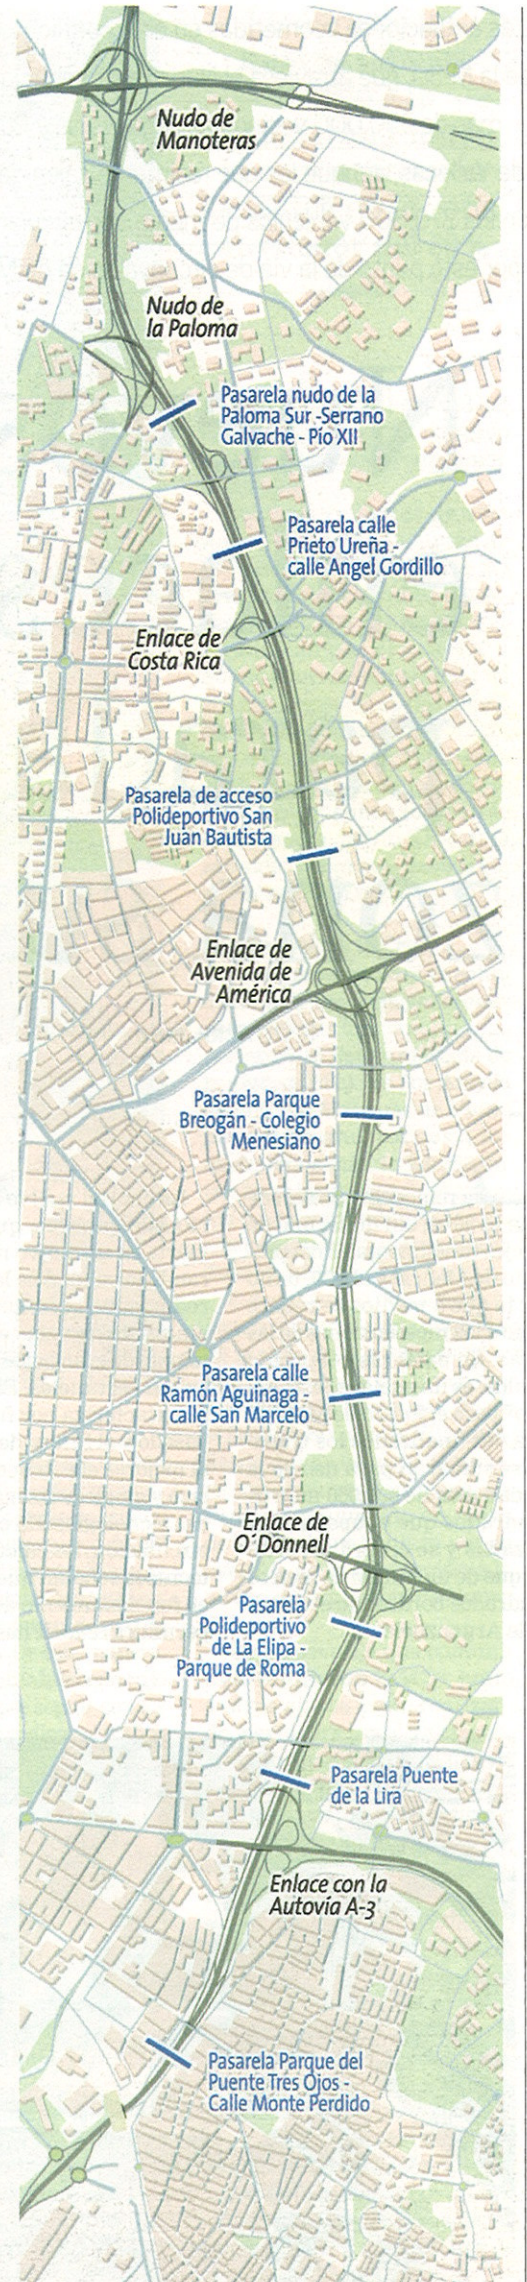 Nudo de
Manoteras
Nudo de
la Paloma
Pasarela nudo de la
Paloma Sur -Serrano
Galvache - Pío XII
Pasarela calle
Prieto Ureña -
calle Angel Gordillo
Enlace de
Costa Rica
Pasarela de acceso
Polideportivo San
Juan Bautista
Enlace de
Avenida de
América
Pasarela Parque
Breogán - Colegio
Menesiano
Pasarela calle
Ramón Aguinaga -
calle San Marcelo
Enlace de
O´Donnell
Pasarela
Polideportivo
de La Elipa -
Parque de Roma
Pasarela Puente
de la Lira
Enlace con la
Autovía A-3
Pasarela Parque del
Puente Tres Ojos -
Calle Monte Perdido